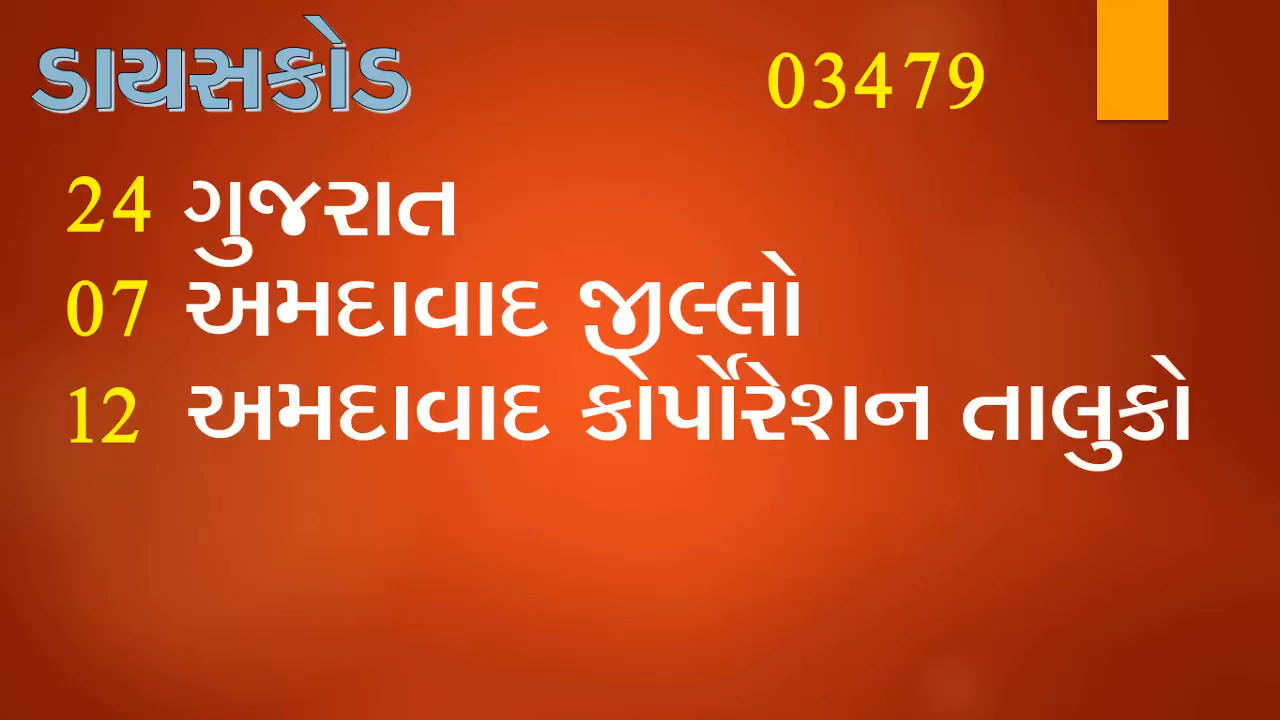 ડાયસકોડ 03479
24 ગુજરાત
07 અમદાવાદ જીલ્લો
12 અમદાવાદ કોર્પોરેશન તાલુકો